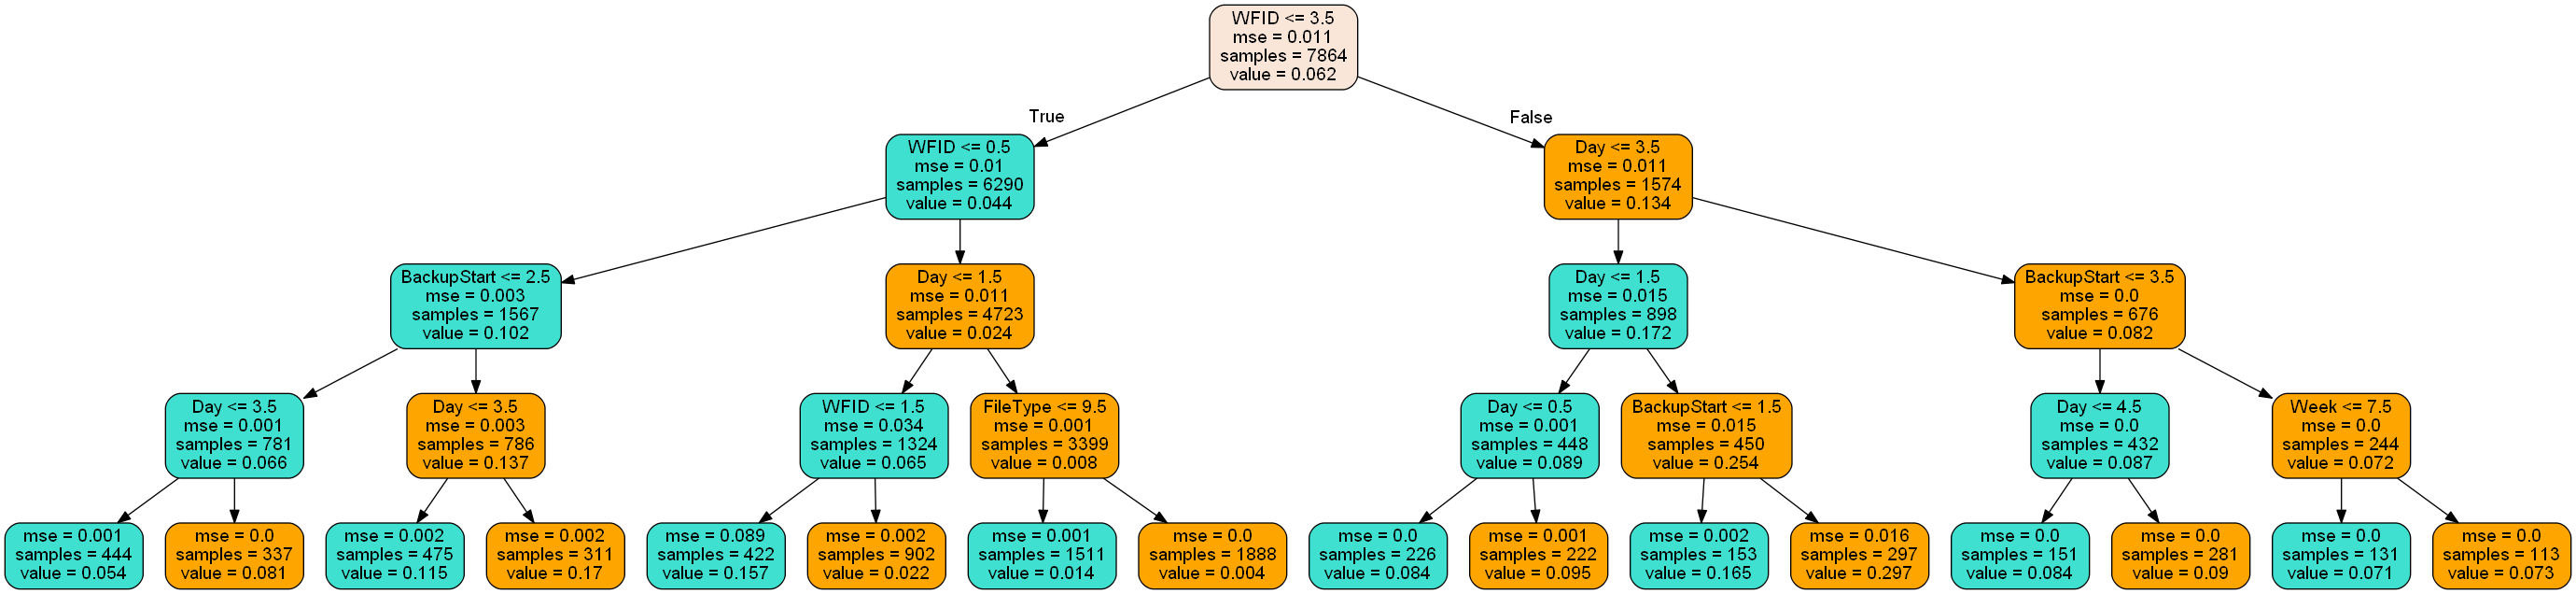 WFID <= 3.5
mse = 0.011
samples = 7864
value = 0.062
True
False
WFID <= 0.5
mse = 0.01
samples = 6290
value = 0.044
Day <= 3.5
mse = 0.011
samples = 1574
value = 0.134
BackupStart <= 2.5
mse = 0.003
samples = 1567
value = 0.102
Day <= 1.5
mse = 0.011
samples = 4723
value = 0.024
Day <= 1.5
mse = 0.015
samples = 898
value = 0.172
BackupStart <= 3.5
mse = 0.0
samples = 676
value = 0.082
Day <= 3.5
mse = 0.001
samples = 781
value = 0.066
Day <= 3.5
mse = 0.003
samples = 786
value = 0.137
WFID <= 1.5
mse = 0.034
samples = 1324
value = 0.065
FileType <= 9.5
mse = 0.001
samples = 3399
value = 0.008
Day <= 0.5
mse = 0.001
samples = 448
value = 0.089
BackupStart <= 1.5
mse = 0.015
samples = 450
value = 0.254
Day <= 4.5
mse = 0.0
samples = 432
value = 0.087
Week <= 7.5
mse = 0.0
samples = 244
value = 0.072
mse = 0.001
samples = 444
value = 0.054
mse = 0.0
samples = 337
value = 0.081
mse = 0.002
samples = 475
value = 0.115
mse = 0.002
samples = 311
value = 0.17
mse = 0.089
samples = 422
value = 0.157
mse = 0.002
samples = 902
value = 0.022
mse = 0.001
samples = 1511
value = 0.014
mse = 0.0
samples = 1888
value = 0.004
mse = 0.0
samples = 226
value = 0.084
mse = 0.001
samples = 222
value = 0.095
mse = 0.002
samples = 153
value = 0.165
mse = 0.016
samples = 297
value = 0.297
mse = 0.0
samples = 151
value = 0.084
mse = 0.0
samples = 281
value = 0.09
mse = 0.0
samples = 131
value = 0.071
mse = 0.0
samples = 113
value = 0.073